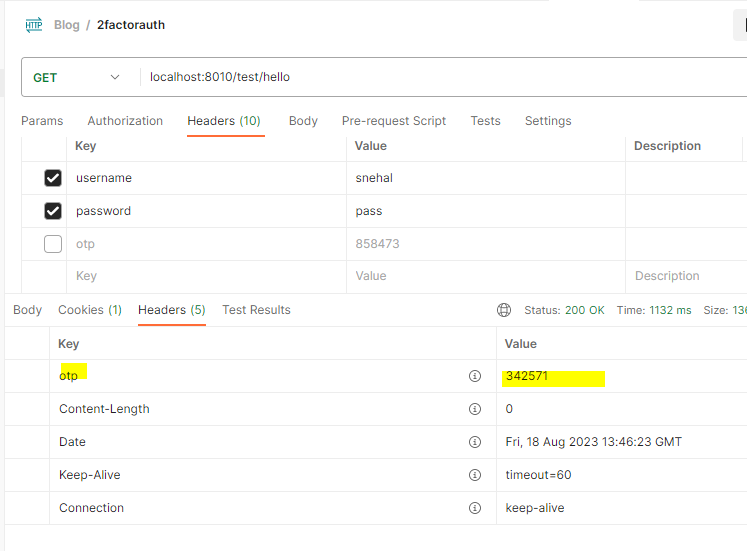 HTTP Blog / 2factorauth
GET localhost:8010/test/hello
Params Authorization Headers (10) Body Pre-request Script Tests Settings
Key Value Description
username snehal
password pass
otp 858473
Key Value Description
Body Cookies (1) Headers (5) Test Results Status: 200 OK Time: 1132 ms Size:
Key Value
otp 342571
Content-Length 0
Date Fri, 18 Aug 2023 13:46:23 GMT
Keep-Alive timeout=60
Connection keep-alive